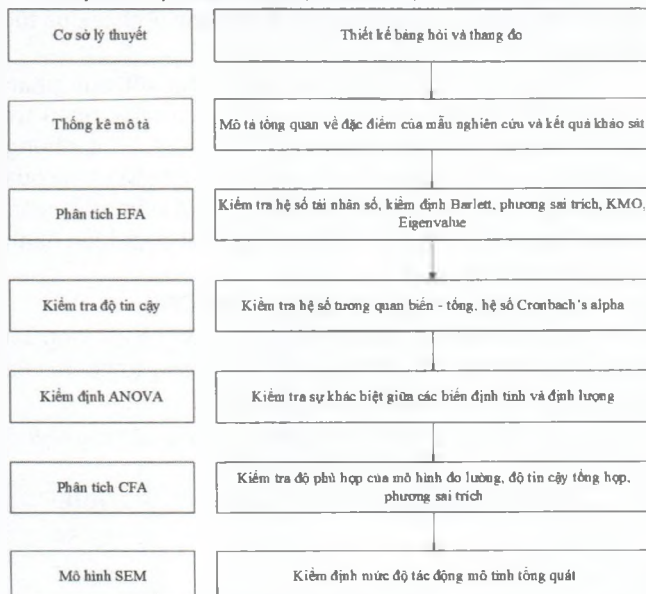 Cơ sở lý thuyết
Thiết kế bảng hỏi và thang đo
Thống kê mô tả
Mô tả tổng quan về đặc điểm của mẫu nghiên cứu và kết quả khảo sát
Phân tích EFA
Kiểm tra hệ số tải nhân số, kiểm định Barlett, phương sai trích, KMO,
Eigenvalue
Kiểm tra độ tin cậy
Kiểm tra hệ số tương quan biến - tổng, hệ số Cronbach's alpha
Kiểm định ANOVA
Kiểm tra sự khác biệt giữa các biến định tính và định lượng
Phân tích CFA
Kiểm tra độ phù hợp của mô hình đo lường, độ tin cậy tổng hợp,
phương sai trích
Mô hình SEM
Kiểm định mức độ tác động mô tình tổng quát